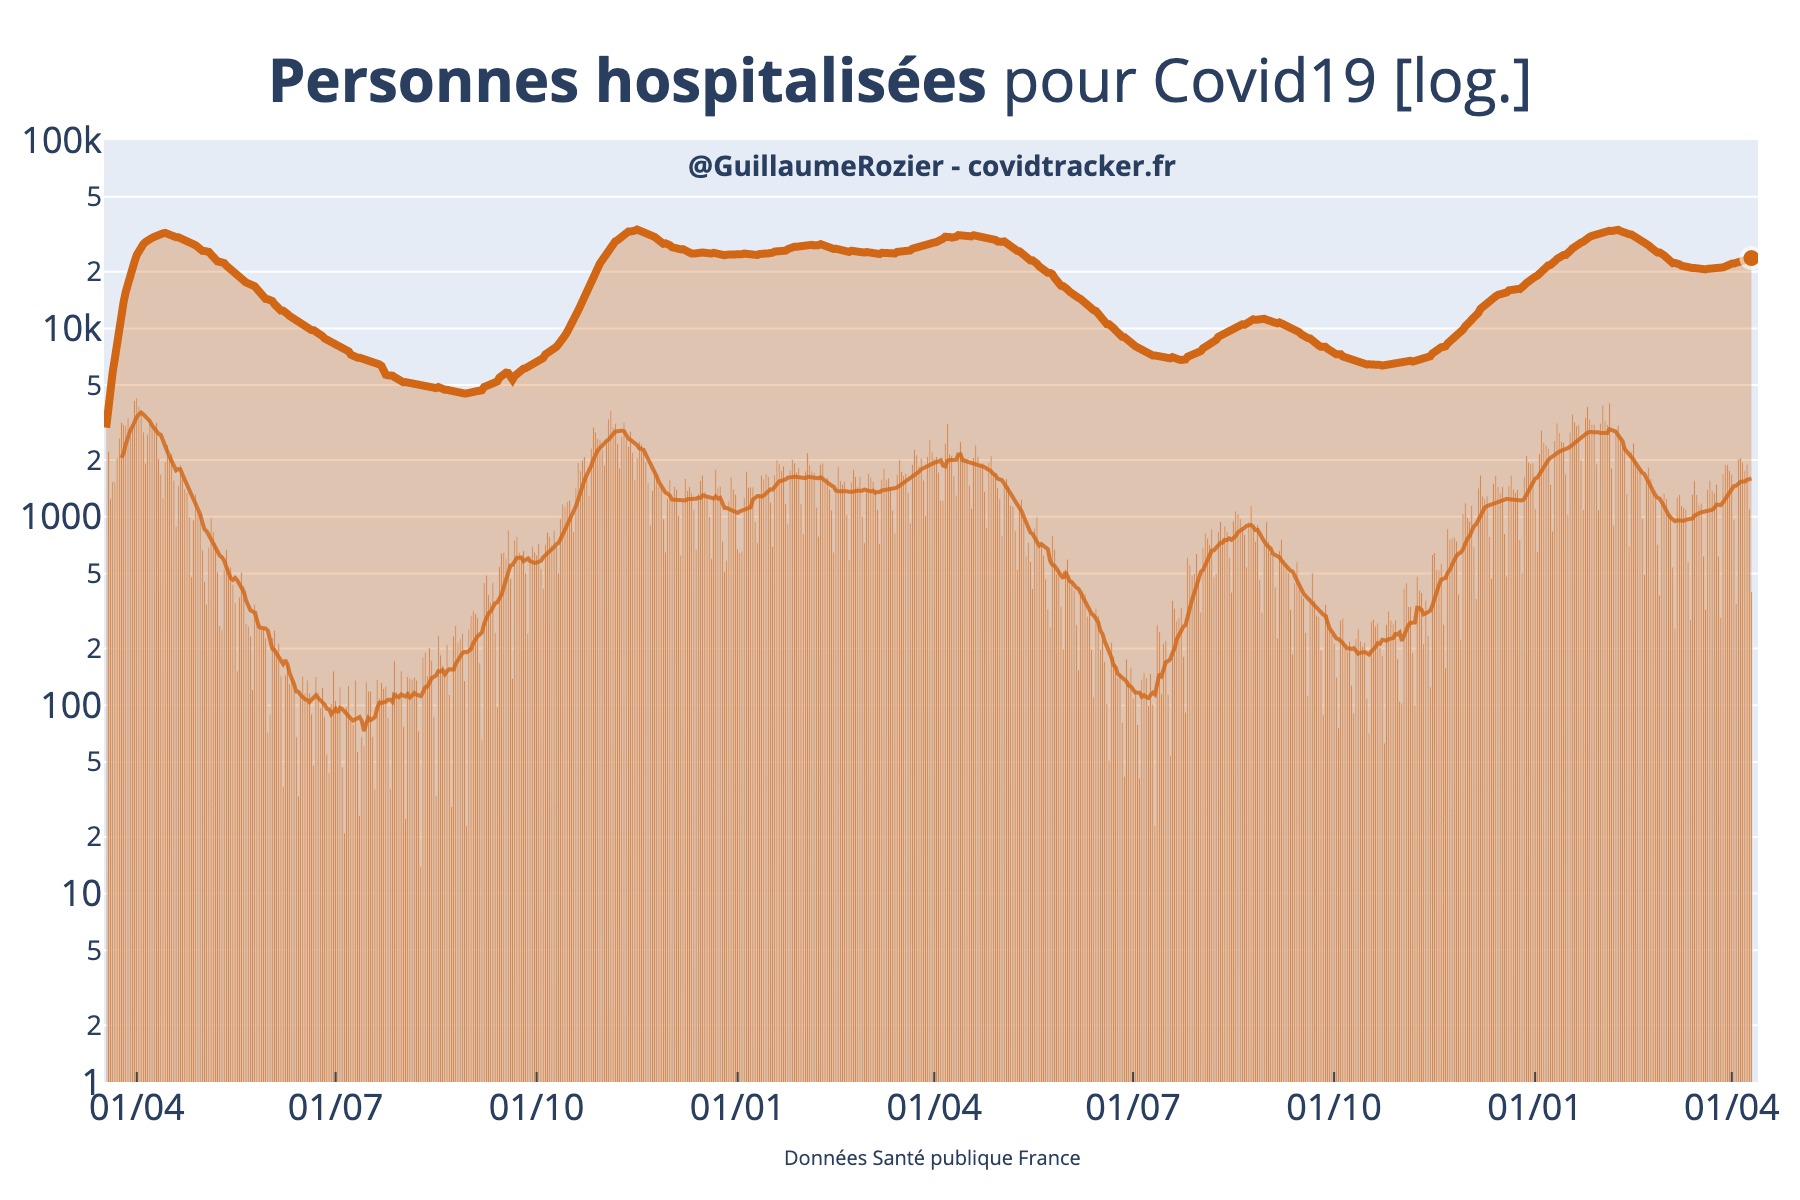 Personnes hospitalisées pour Covid19 [log.]
@GuillaumeRozier - covidtracker.fr
100k
5
2
10k
5
2
1000
5
2
100
5
2
10
5
2
1
01/04 01/07 01/10 01/01 01/04 01/07 01/10 01/01 01/04
Données Santé publique France